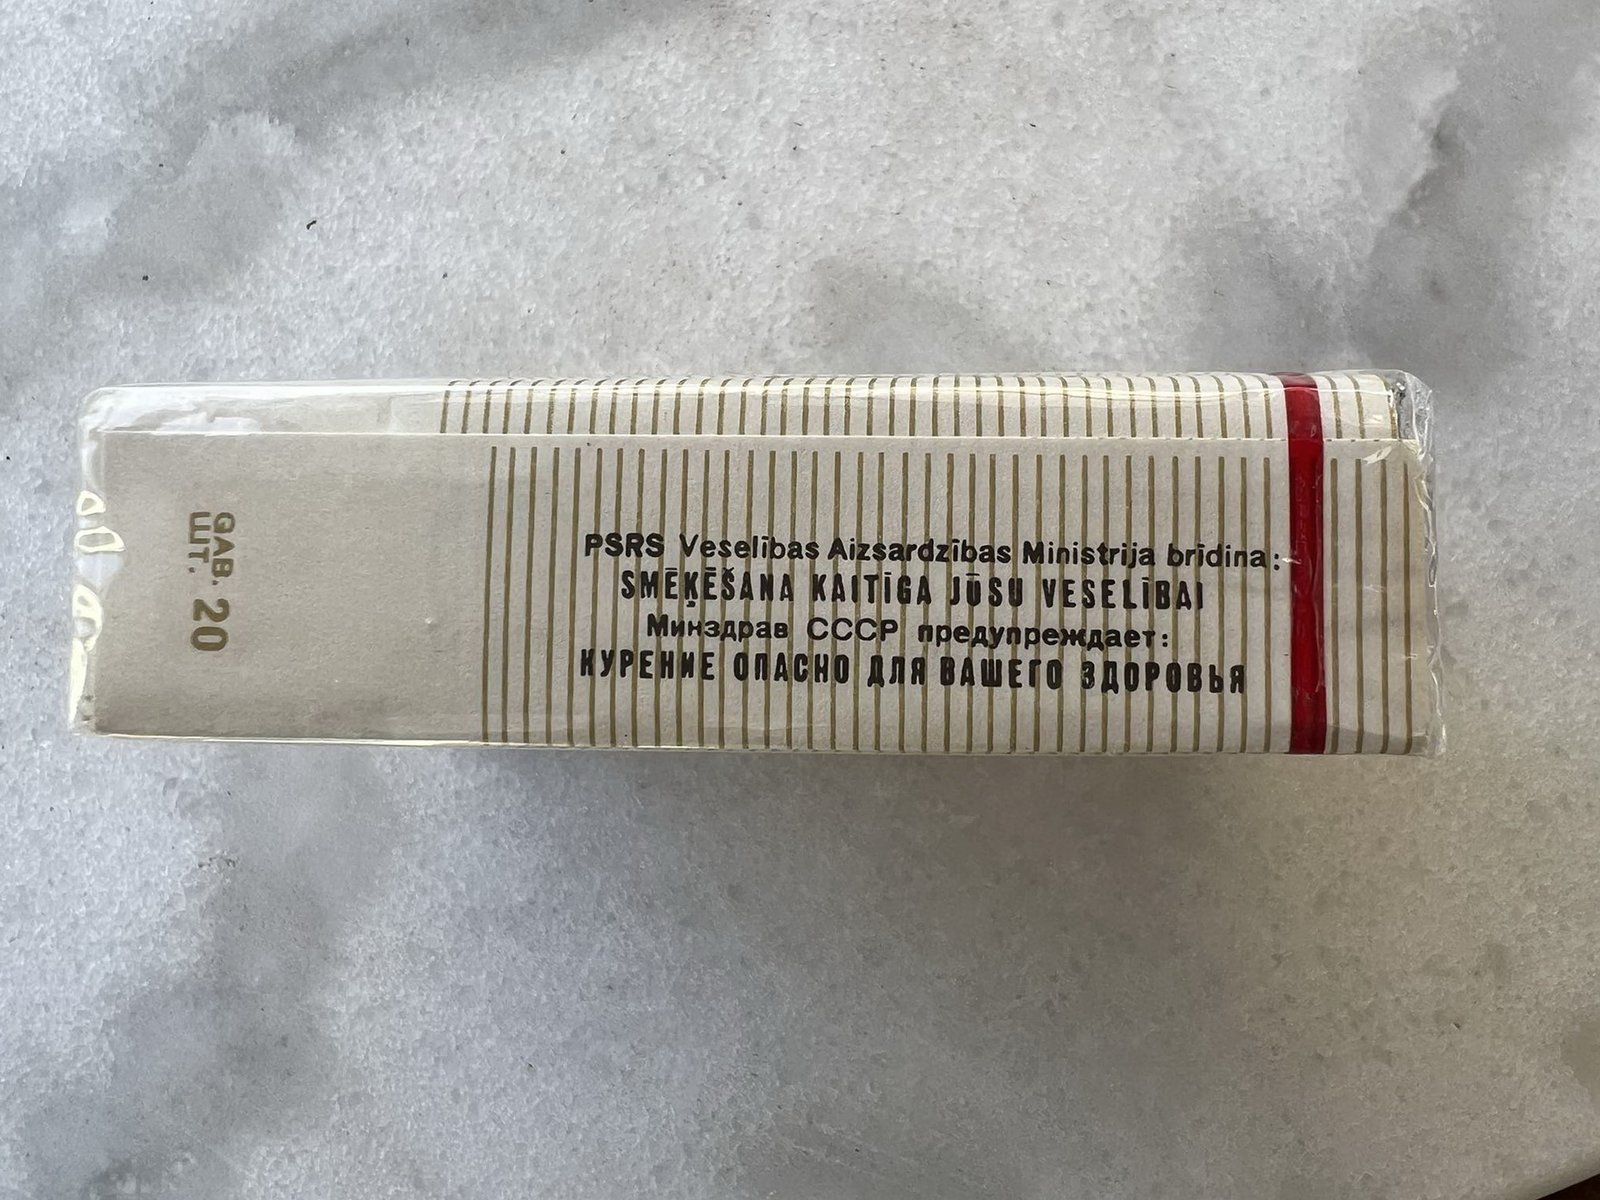 GAB.
ШТ. 20
PSRS Veselības Aizsardzības Ministrija brīdina:
SMĒĶĒŠANA KAITĪGA JŪSU VESELĪBAI
Минздрав СССР предупреждает:
КУРЕНИЕ ОПАСНО ДЛЯ ВАШЕГО ЗДОРОВЬЯ